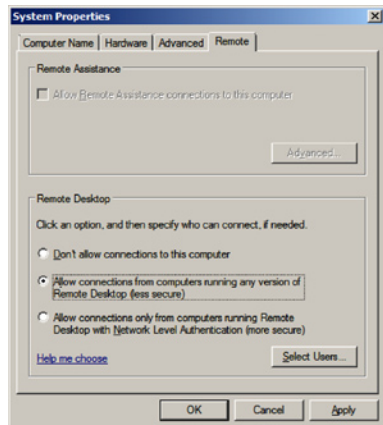 System Properties
Computer Name | Hardware | Advanced | Remote
Remote Assistance
Allow Remote Assistance connections to this computer
Advanced...
Remote Desktop
Click an option, and then specify who can connect, if needed.
Don't allow connections to this computer
Allow connections from computers running any version of
Remote Desktop (less secure)
Allow connections only from computers running Remote
Desktop with Network Level Authentication (more secure)
Help me choose
Select Users...
OK Cancel Apply